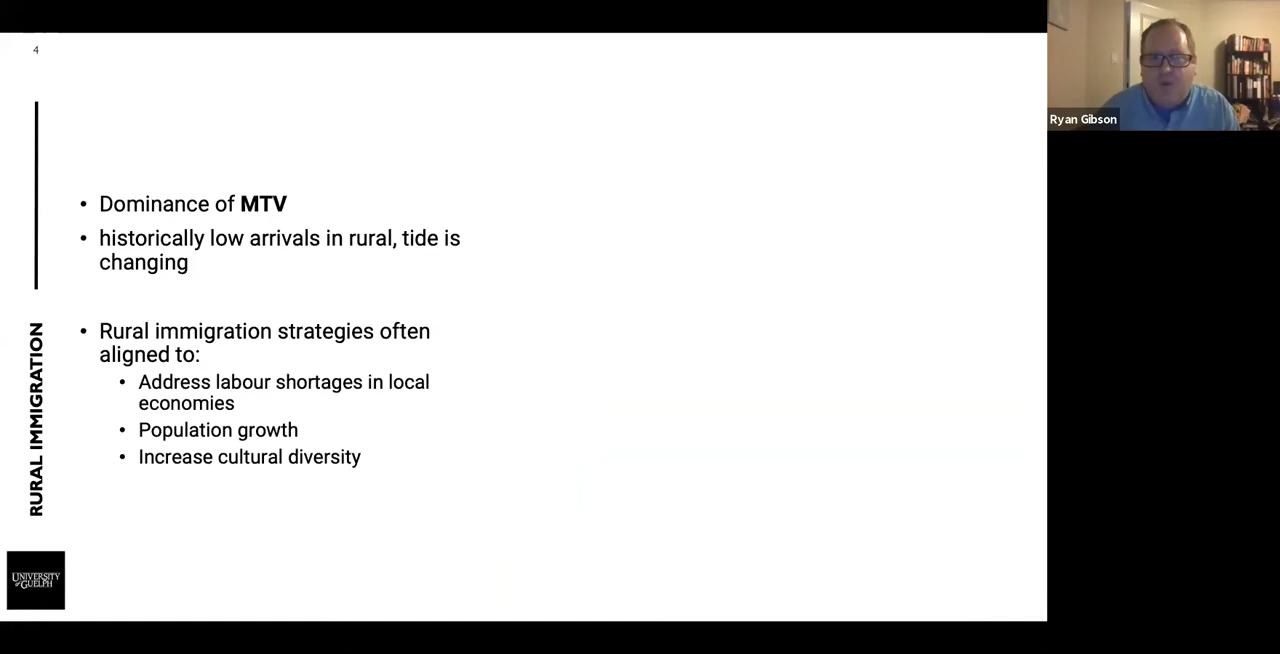 4
• Dominance of MTV
• historically low arrivals in rural, tide is
changing
• Rural immigration strategies often
aligned to:
• Address labour shortages in local
economies
• Population growth
• Increase cultural diversity
RURAL IMMIGRATION
UNIVERSITY
OF GUELPH
Ryan Gibson